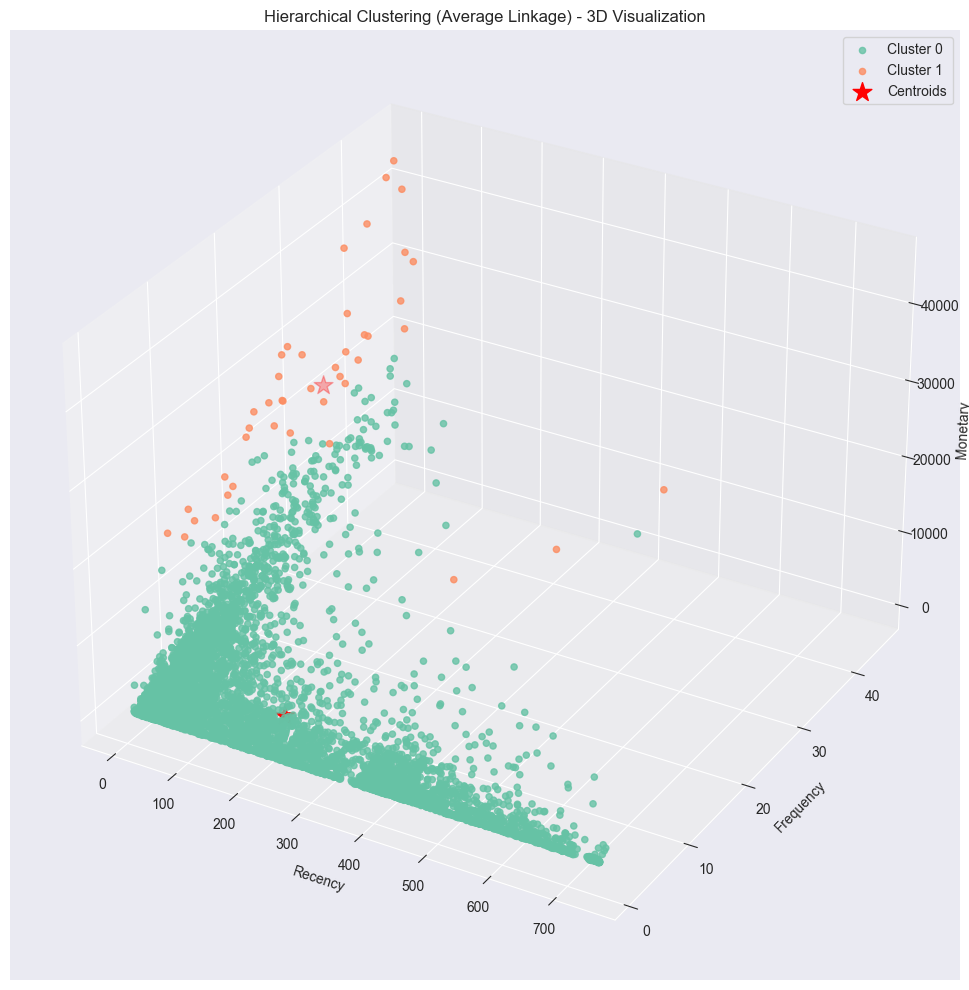 Hierarchical Clustering (Average Linkage) - 3D Visualization
Cluster 0
Cluster 1
Centroids
40000
30000
20000
10000
0
Monetary
40
30
20
10
0
Frequency
0
100
200
300
400
500
600
700
Recency